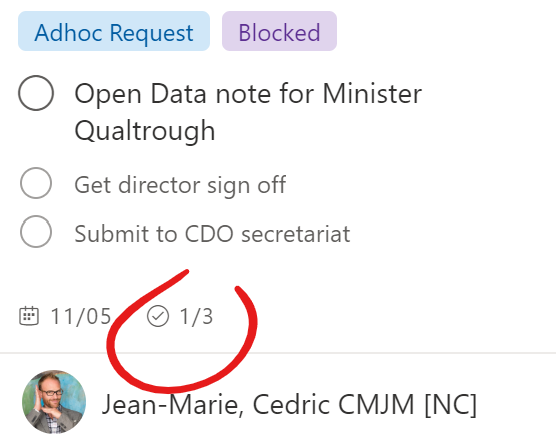 Adhoc Request Blocked
Open Data note for Minister
Qualtrough
Get director sign off
Submit to CDO secretariat
11/05 1/3
Jean-Marie, Cedric CMJM [NC]